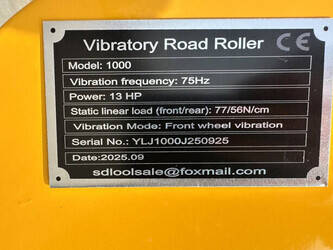 Vibratory Road Roller CE
Model: 1000
Vibration frequency: 75Hz
Power: 13 HP
Static linear load (front/rear): 77/56N/cm
Vibration Mode: Front wheel vibration
Serial No.: YLJ1000J250925
Date:2025.09
sdloolsale@foxmail.com